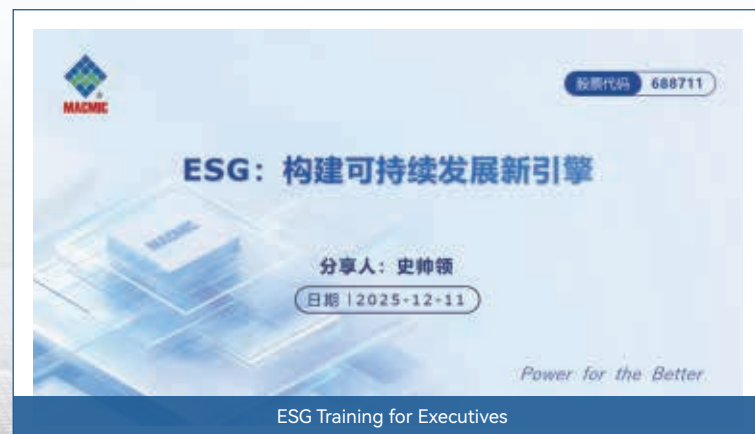 MACMIC
股票代码 688711
ESG：构建可持续发展新引擎
MACMIC
分享人：史帅领
日期 | 2025-12-11
Power for the Better
ESG Training for Executives